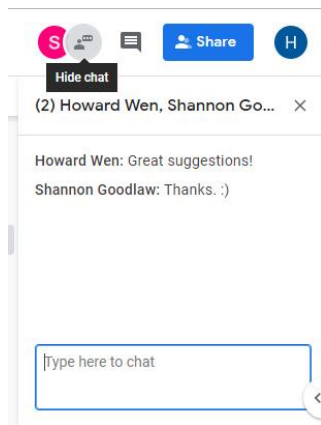 S
Share
H
Hide chat
(2) Howard Wen, Shannon Go...
Howard Wen: Great suggestions!
Shannon Goodlaw: Thanks. :)
Type here to chat